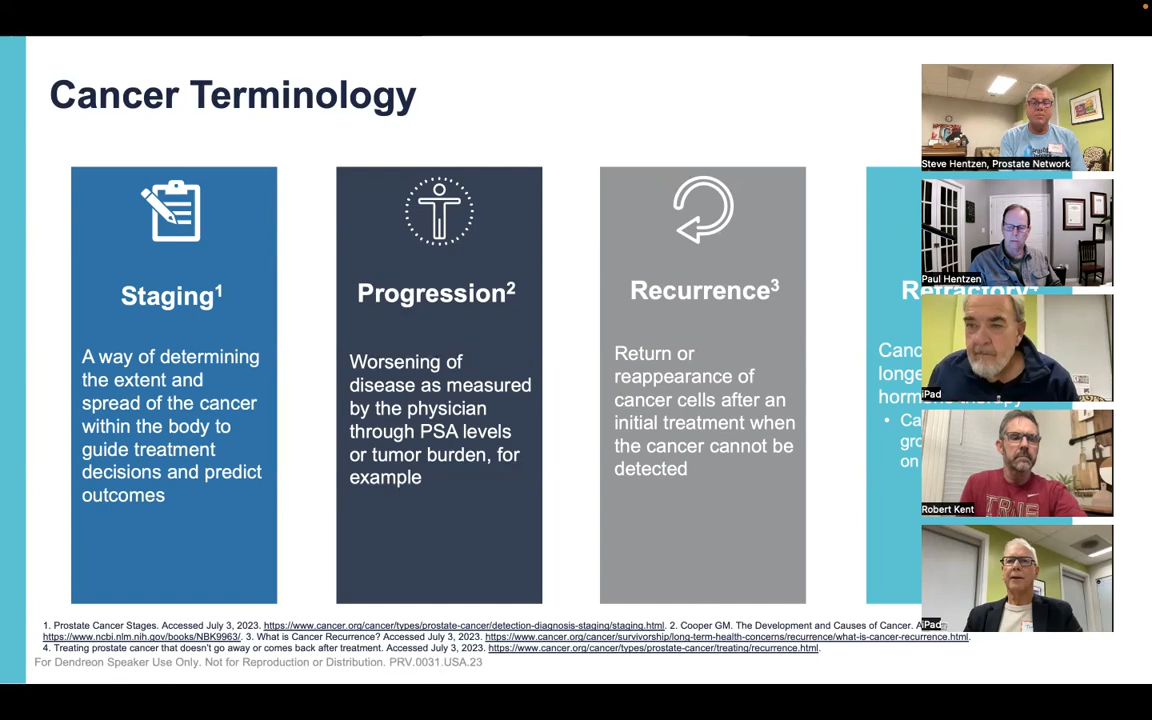 Cancer Terminology
Staging1
A way of determining
the extent and
spread of the cancer
within the body to
guide treatment
decisions and predict
outcomes
Progression2
Worsening of
disease as measured
by the physician
through PSA levels
or tumor burden, for
example
Recurrence3
Return or
reappearance of
cancer cells after an
initial treatment when
the cancer cannot be
detected
Refractory4
longe
on
Steve Hentzen, Prostate Network
Paul Hentzen
iPad
Robert Kent
iPad
1. Prostate Cancer Stages. Accessed July 3, 2023. https://www.cancer.org/cancer/types/prostate-cancer/detection-diagnosis-staging/staging.html. 2. Cooper GM. The Development and Causes of Cancer.
https://www.ncbi.nlm.nih.gov/books/NBK9963/. 3. What is Cancer Recurrence? Accessed July 3, 2023. https://www.cancer.org/cancer/survivorship/long-term-health-concerns/recurrence/what-is-cancer-recurrence.html.
4. Treating prostate cancer that doesn't go away or comes back after treatment. Accessed July 3, 2023. https://www.cancer.org/cancer/types/prostate-cancer/treating/recurrence.html.
For Dendreon Speaker Use Only. Not for Reproduction or Distribution. PRV.0031.USA.23